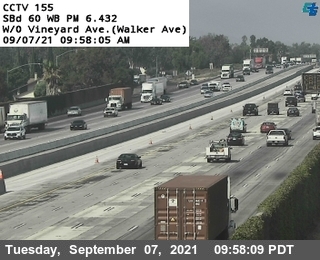 CCTV 155
SBd 60 WB PM 6.432
W/O Vineyard Ave.(Walker Ave)
09/07/21 09:58:05 AM
Tuesday, September 07, 2021 09:58:09 PDT